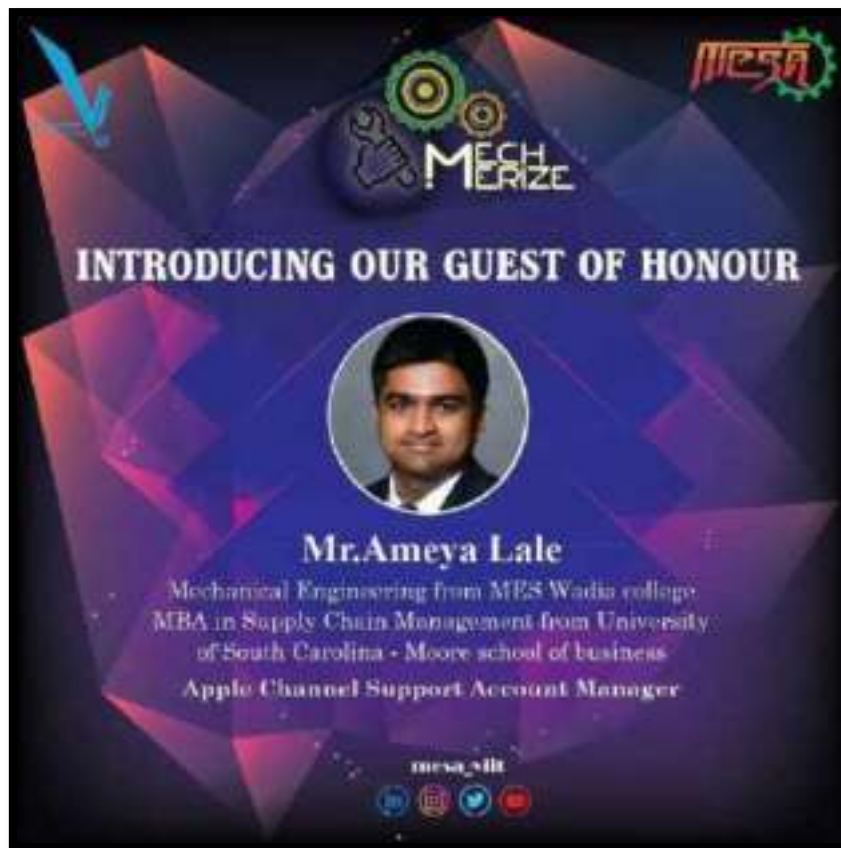 MESA
MECH
MERIZE
INTRODUCING OUR GUEST OF HONOUR
Mr.Ameya Lale
Mechanical Engineering from MES Wadia college
MBA in Supply Chain Management from University
of South Carolina - Moore school of business
Apple Channel Support Account Manager
mesa_viit
in